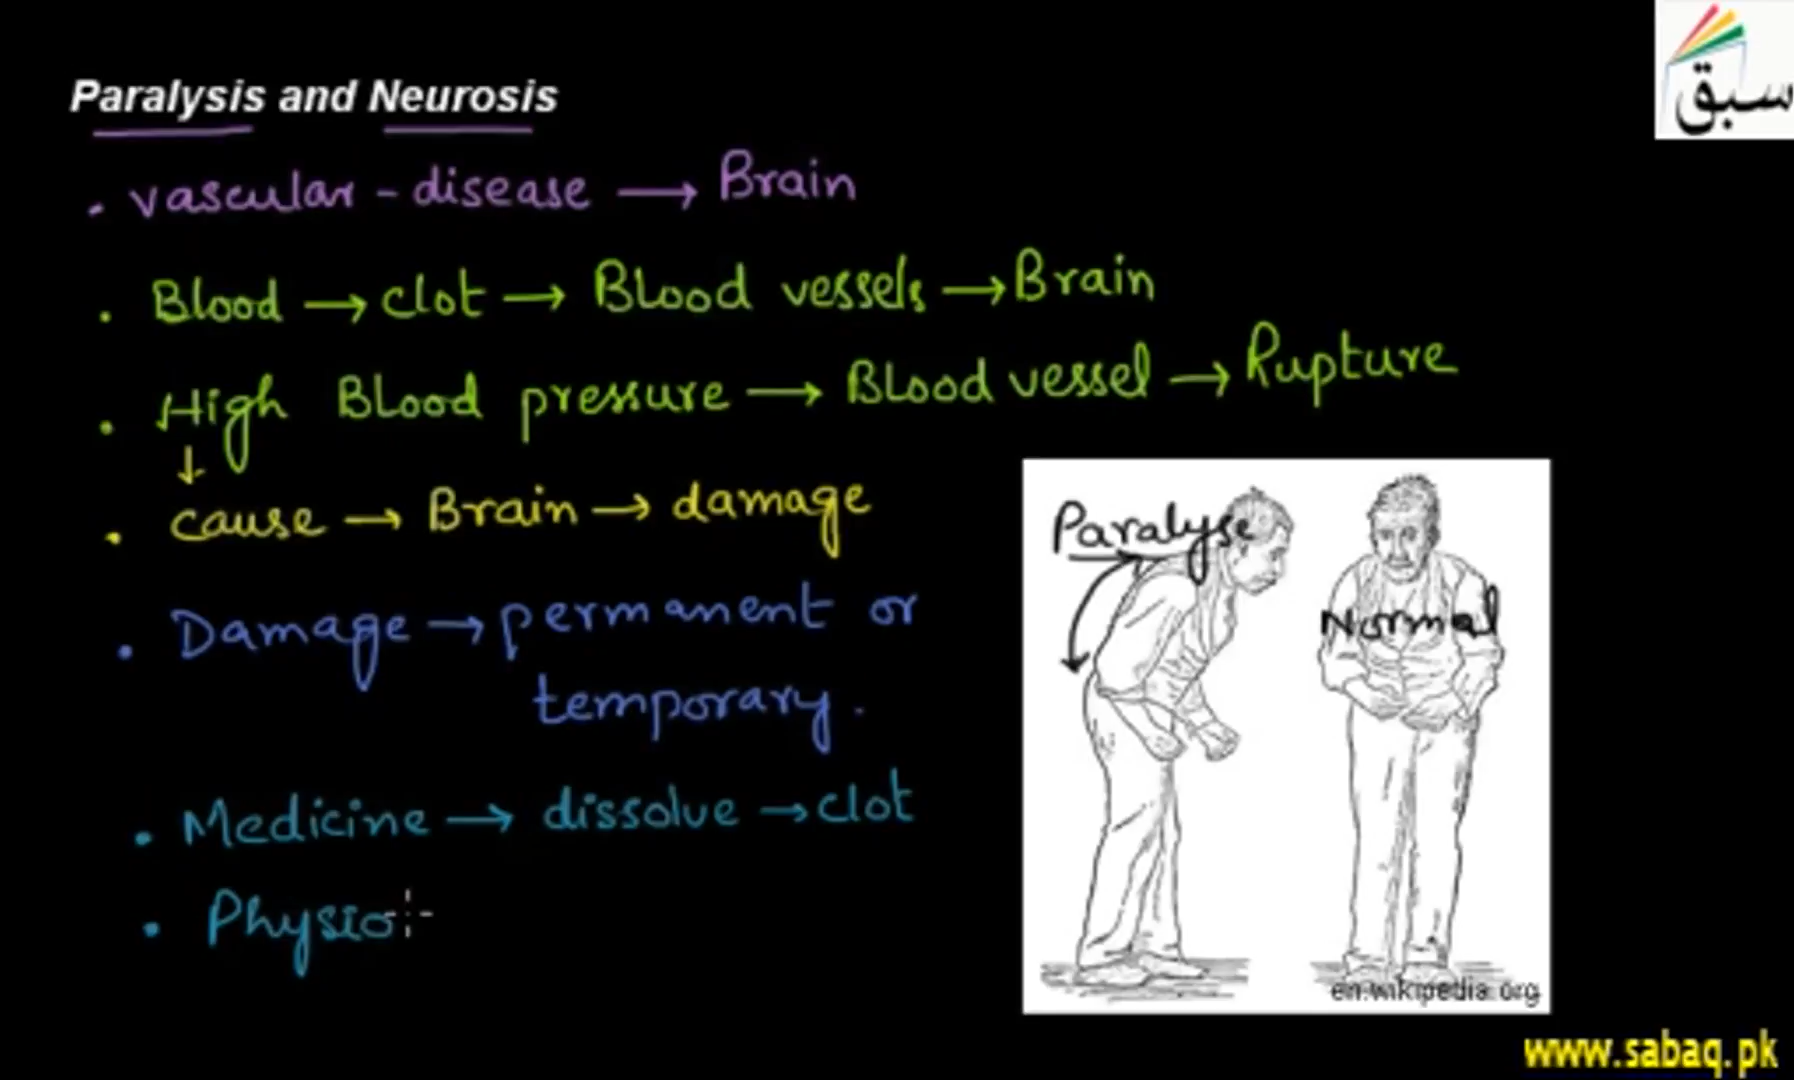 سبق
Paralysis and Neurosis
. vascular - disease → Brain
. Blood → clot → Blood vessels → Brain
. High Blood pressure → Blood vessel → Rupture
↓
. cause → Brain → damage
. Damage → permanent or
temporary.
. Medicine → dissolve → clot
. Physio
Paralyse
Normal
en.wikipedia.org
www.sabaq.pk